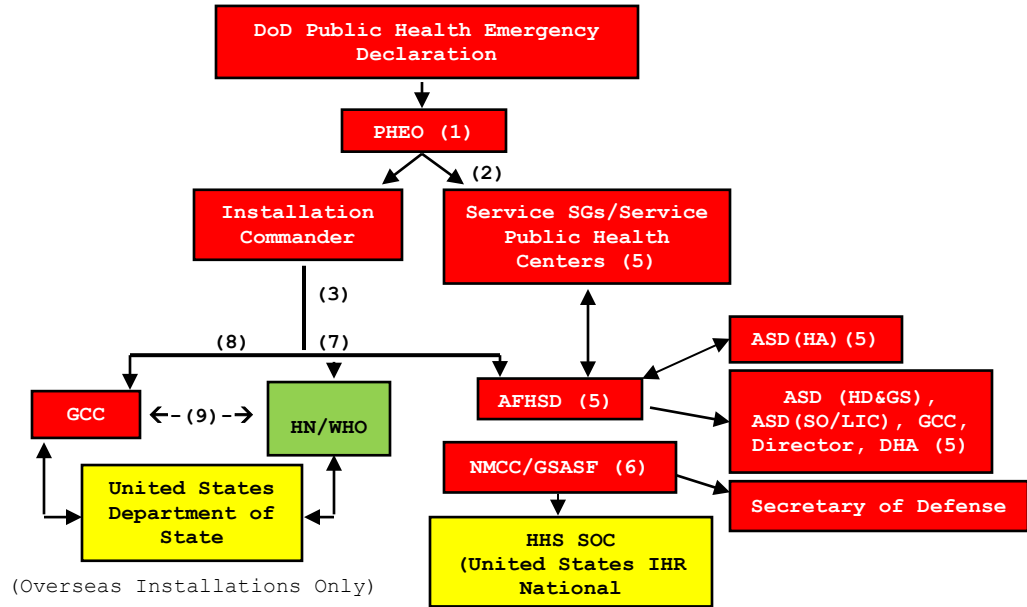 DoD Public Health Emergency
Declaration
PHEO (1)
(2)
Installation
Commander
Service SGs/Service
Public Health
Centers (5)
(3)
(8)
(7)
ASD(HA)(5)
GCC
←-(9)-→
HN/WHO
AFHSD (5)
ASD (HD&GS),
ASD(SO/LIC), GCC,
Director, DHA (5)
NMCC/GSASF (6)
United States
Department of
State
Secretary of Defense
HHS SOC
(United States IHR
National
(Overseas Installations Only)